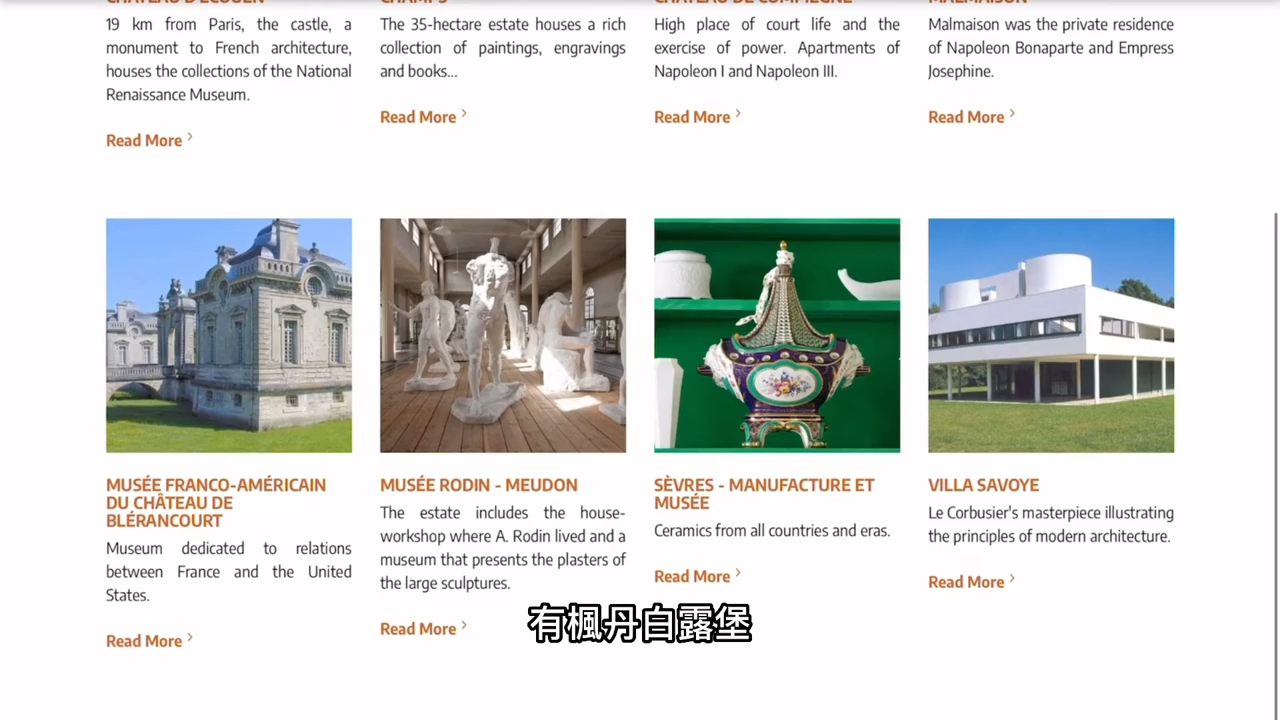 19 km from Paris, the castle, a
monument to French architecture,
houses the collections of the National
Renaissance Museum.
Read More
The 35-hectare estate houses a rich
collection of paintings, engravings
and books...
Read More
High place of court life and the
exercise of power. Apartments of
Napoleon I and Napoleon III.
Read More
Malmaison was the private residence
of Napoleon Bonaparte and Empress
Josephine.
Read More
MUSÉE FRANCO-AMÉRICAIN
DU CHÂTEAU DE
BLÉRANCOURT
Museum dedicated to relations
between France and the United
States.
Read More
MUSÉE RODIN - MEUDON
The estate includes the house-
workshop where A. Rodin lived and a
museum that presents the plasters of
the large sculptures.
Read More
SÈVRES - MANUFACTURE ET
MUSÉE
Ceramics from all countries and eras.
Read More
VILLA SAVOYE
Le Corbusier's masterpiece illustrating
the principles of modern architecture.
Read More
有楓丹白露堡